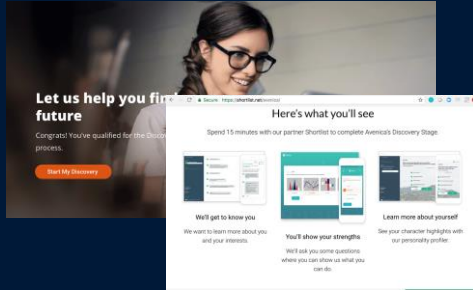 Let us help you find
future
Congrats! You've qualified for the Discov
process.
Start My Discovery
Secure https://shortlist.net/
Here's what you'll see
Spend 15 minutes with our partner Shortlist to complete Avenica's Discovery Stage.
We'll get to know you
We want to learn more about you
and your interests.
You'll show your strengths
We'll ask you some questions
where you can show us what you
can do.
Learn more about yourself
See your character highlights with
our personality profiler.